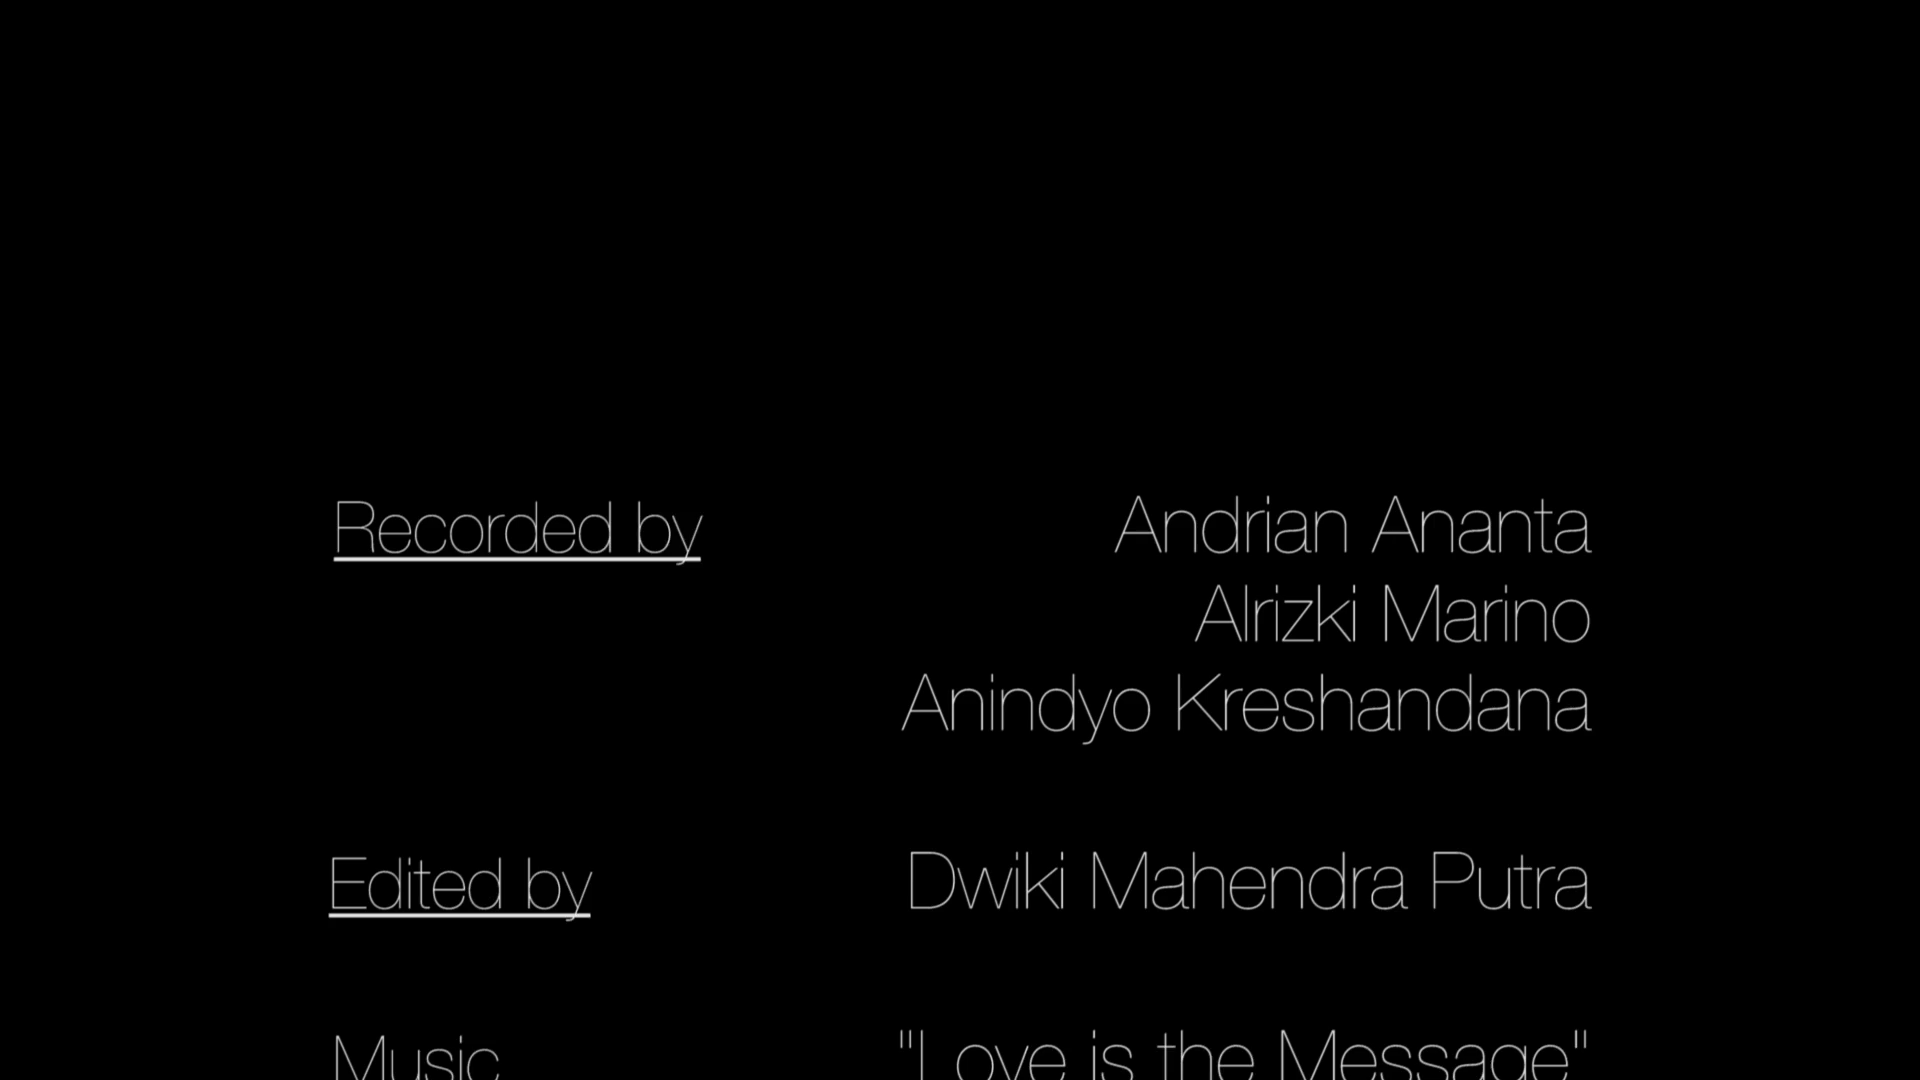 Recorded by Andrian Ananta
Alrizki Marino
Anindyo Kreshandana
Edited by Dwiki Mahendra Putra
Music "Love is the Message"